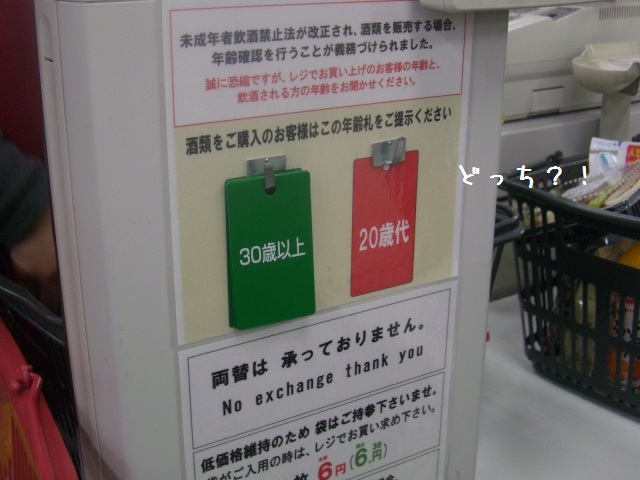 未成年者飲酒禁止法が改正され、酒類を販売する場合、
年齢確認を行うことが義務づけられました。
誠に恐縮ですが、レジでお買い上げのお客様の年齢と、
飲酒される方の年齢をお聞かせください。
酒類をご購入のお客様はこの年齢札をご提示ください
どっち?!
30歳以上
20歳代
両替は 承っておりません。
No exchange thank you
低価格維持のため 袋はご持参下さいませ。
ご入用の時は、レジでお買い求め下さい。
6円(6.30円)